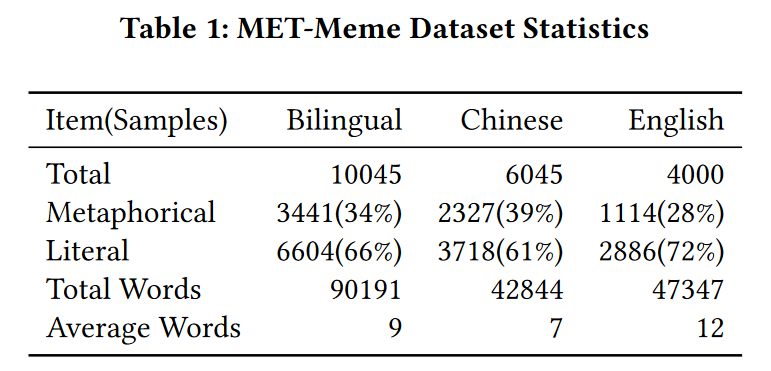 Table 1: MET-Meme Dataset Statistics
Item(Samples) Bilingual Chinese English
Total 10045 6045 4000
Metaphorical 3441(34%) 2327(39%) 1114(28%)
Literal 6604(66%) 3718(61%) 2886(72%)
Total Words 90191 42844 47347
Average Words 9 7 12